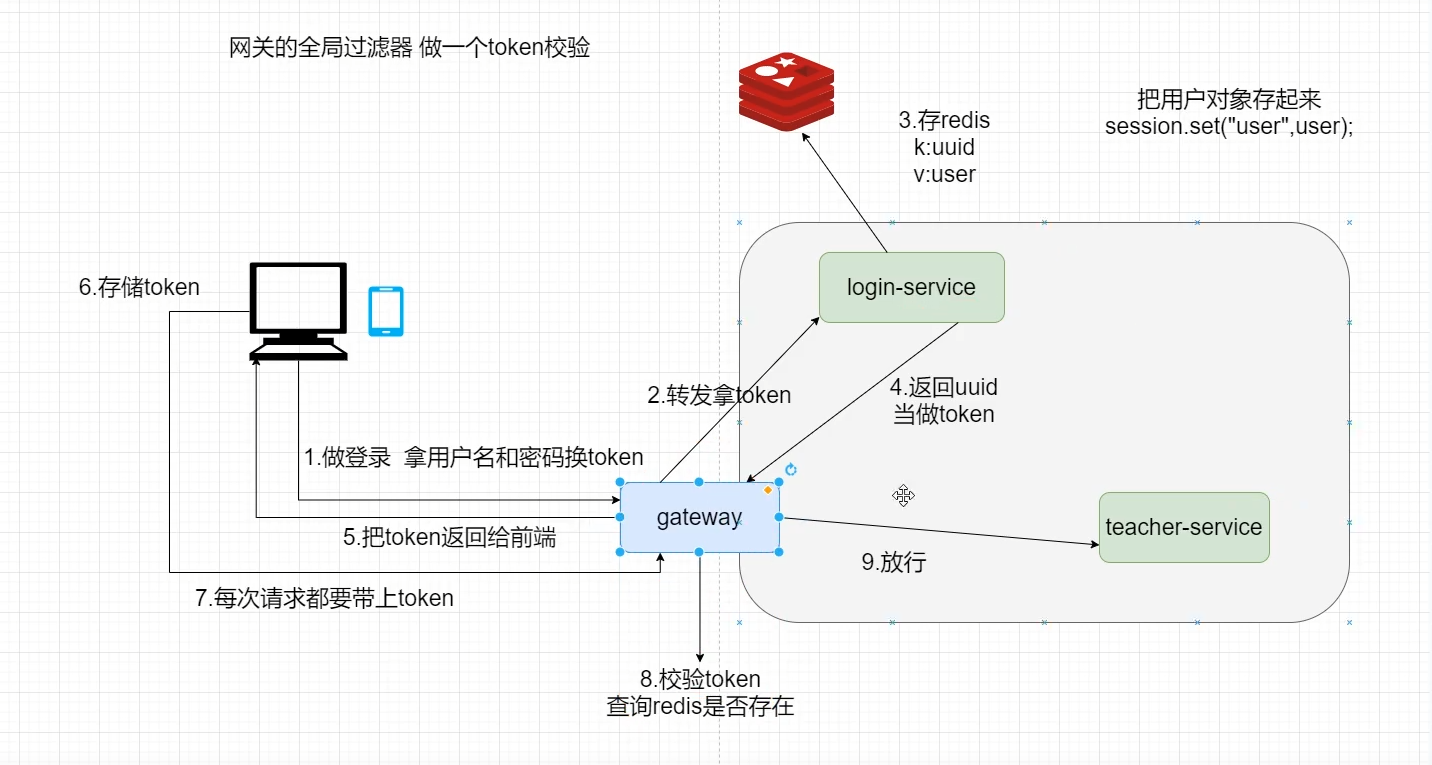 网关的全局过滤器 做一个token校验
把用户对象存起来
session.set("user",user);
3.存redis
k:uuid
v:user
6.存储token
login-service
2.转发拿token
4.返回uuid
当做token
1.做登录 拿用户名和密码换token
gateway
teacher-service
5.把token返回给前端
9.放行
7.每次请求都要带上token
8.校验token
查询redis是否存在